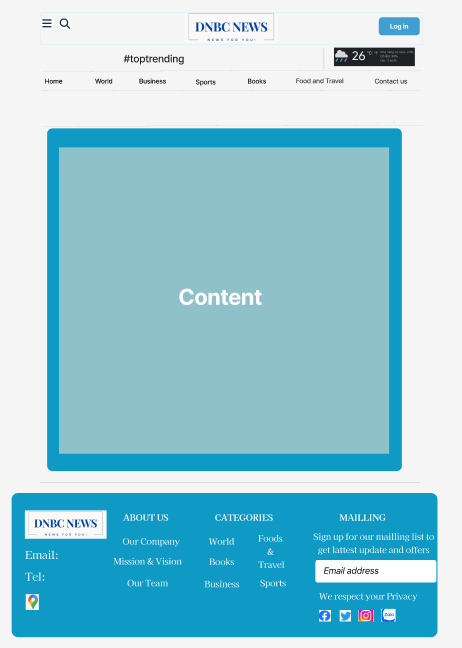 DNBC NEWS
NEWS FOR YOU!
Log in
#toptrending
26
Home World Business Sports Books Food and Travel Contact us
Content
DNBC NEWS
NEWS FOR YOU!
Email:
Tel:
ABOUT US
Our Company
Mission & Vision
Our Team
CATEGORIES
World
Books
Business
Foods
&
Travel
Sports
MAILLING
Sign up for our mailling list to
get lattest update and offers
Email address
We respect your Privacy
Zalo